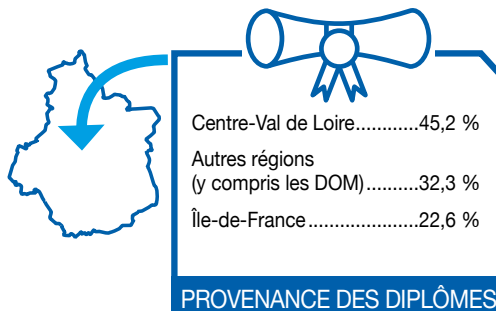 Centre-Val de Loire............45,2 %
Autres régions
(y compris les DOM)..........32,3 %
Île-de-France.....................22,6 %
PROVENANCE DES DIPLÔMES